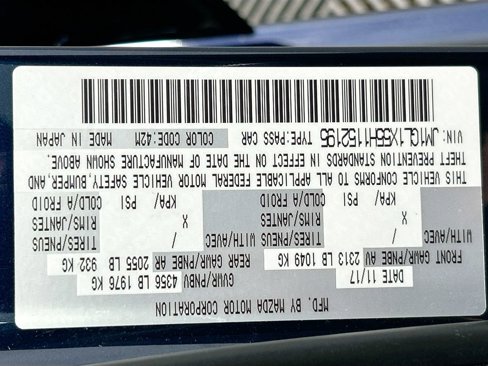 MFD. BY MAZDA MOTOR CORPORATION
DATE 11/17 GVWR/PNBV 4356 LB 1976 KG
FRONT GAWR/PNBE AV 2313 LB 1049 KG REAR GAWR/PNBE AR 2055 LB 932 KG
WITH/AVEC / TIRES/PNEUS WITH/AVEC / TIRES/PNEUS
X RIMS/JANTES X RIMS/JANTES
KPA/ PSI COLD/A FROID KPA/ PSI COLD/A FROID
THIS VEHICLE CONFORMS TO ALL APPLICABLE FEDERAL MOTOR VEHICLE SAFETY, BUMPER, AND
THEFT PREVENTION STANDARDS IN EFFECT ON THE DATE OF MANUFACTURE SHOWN ABOVE.
VIN: JM1GL1X55H1152195 TYPE:PASS CAR COLOR CODE:42M MADE IN JAPAN